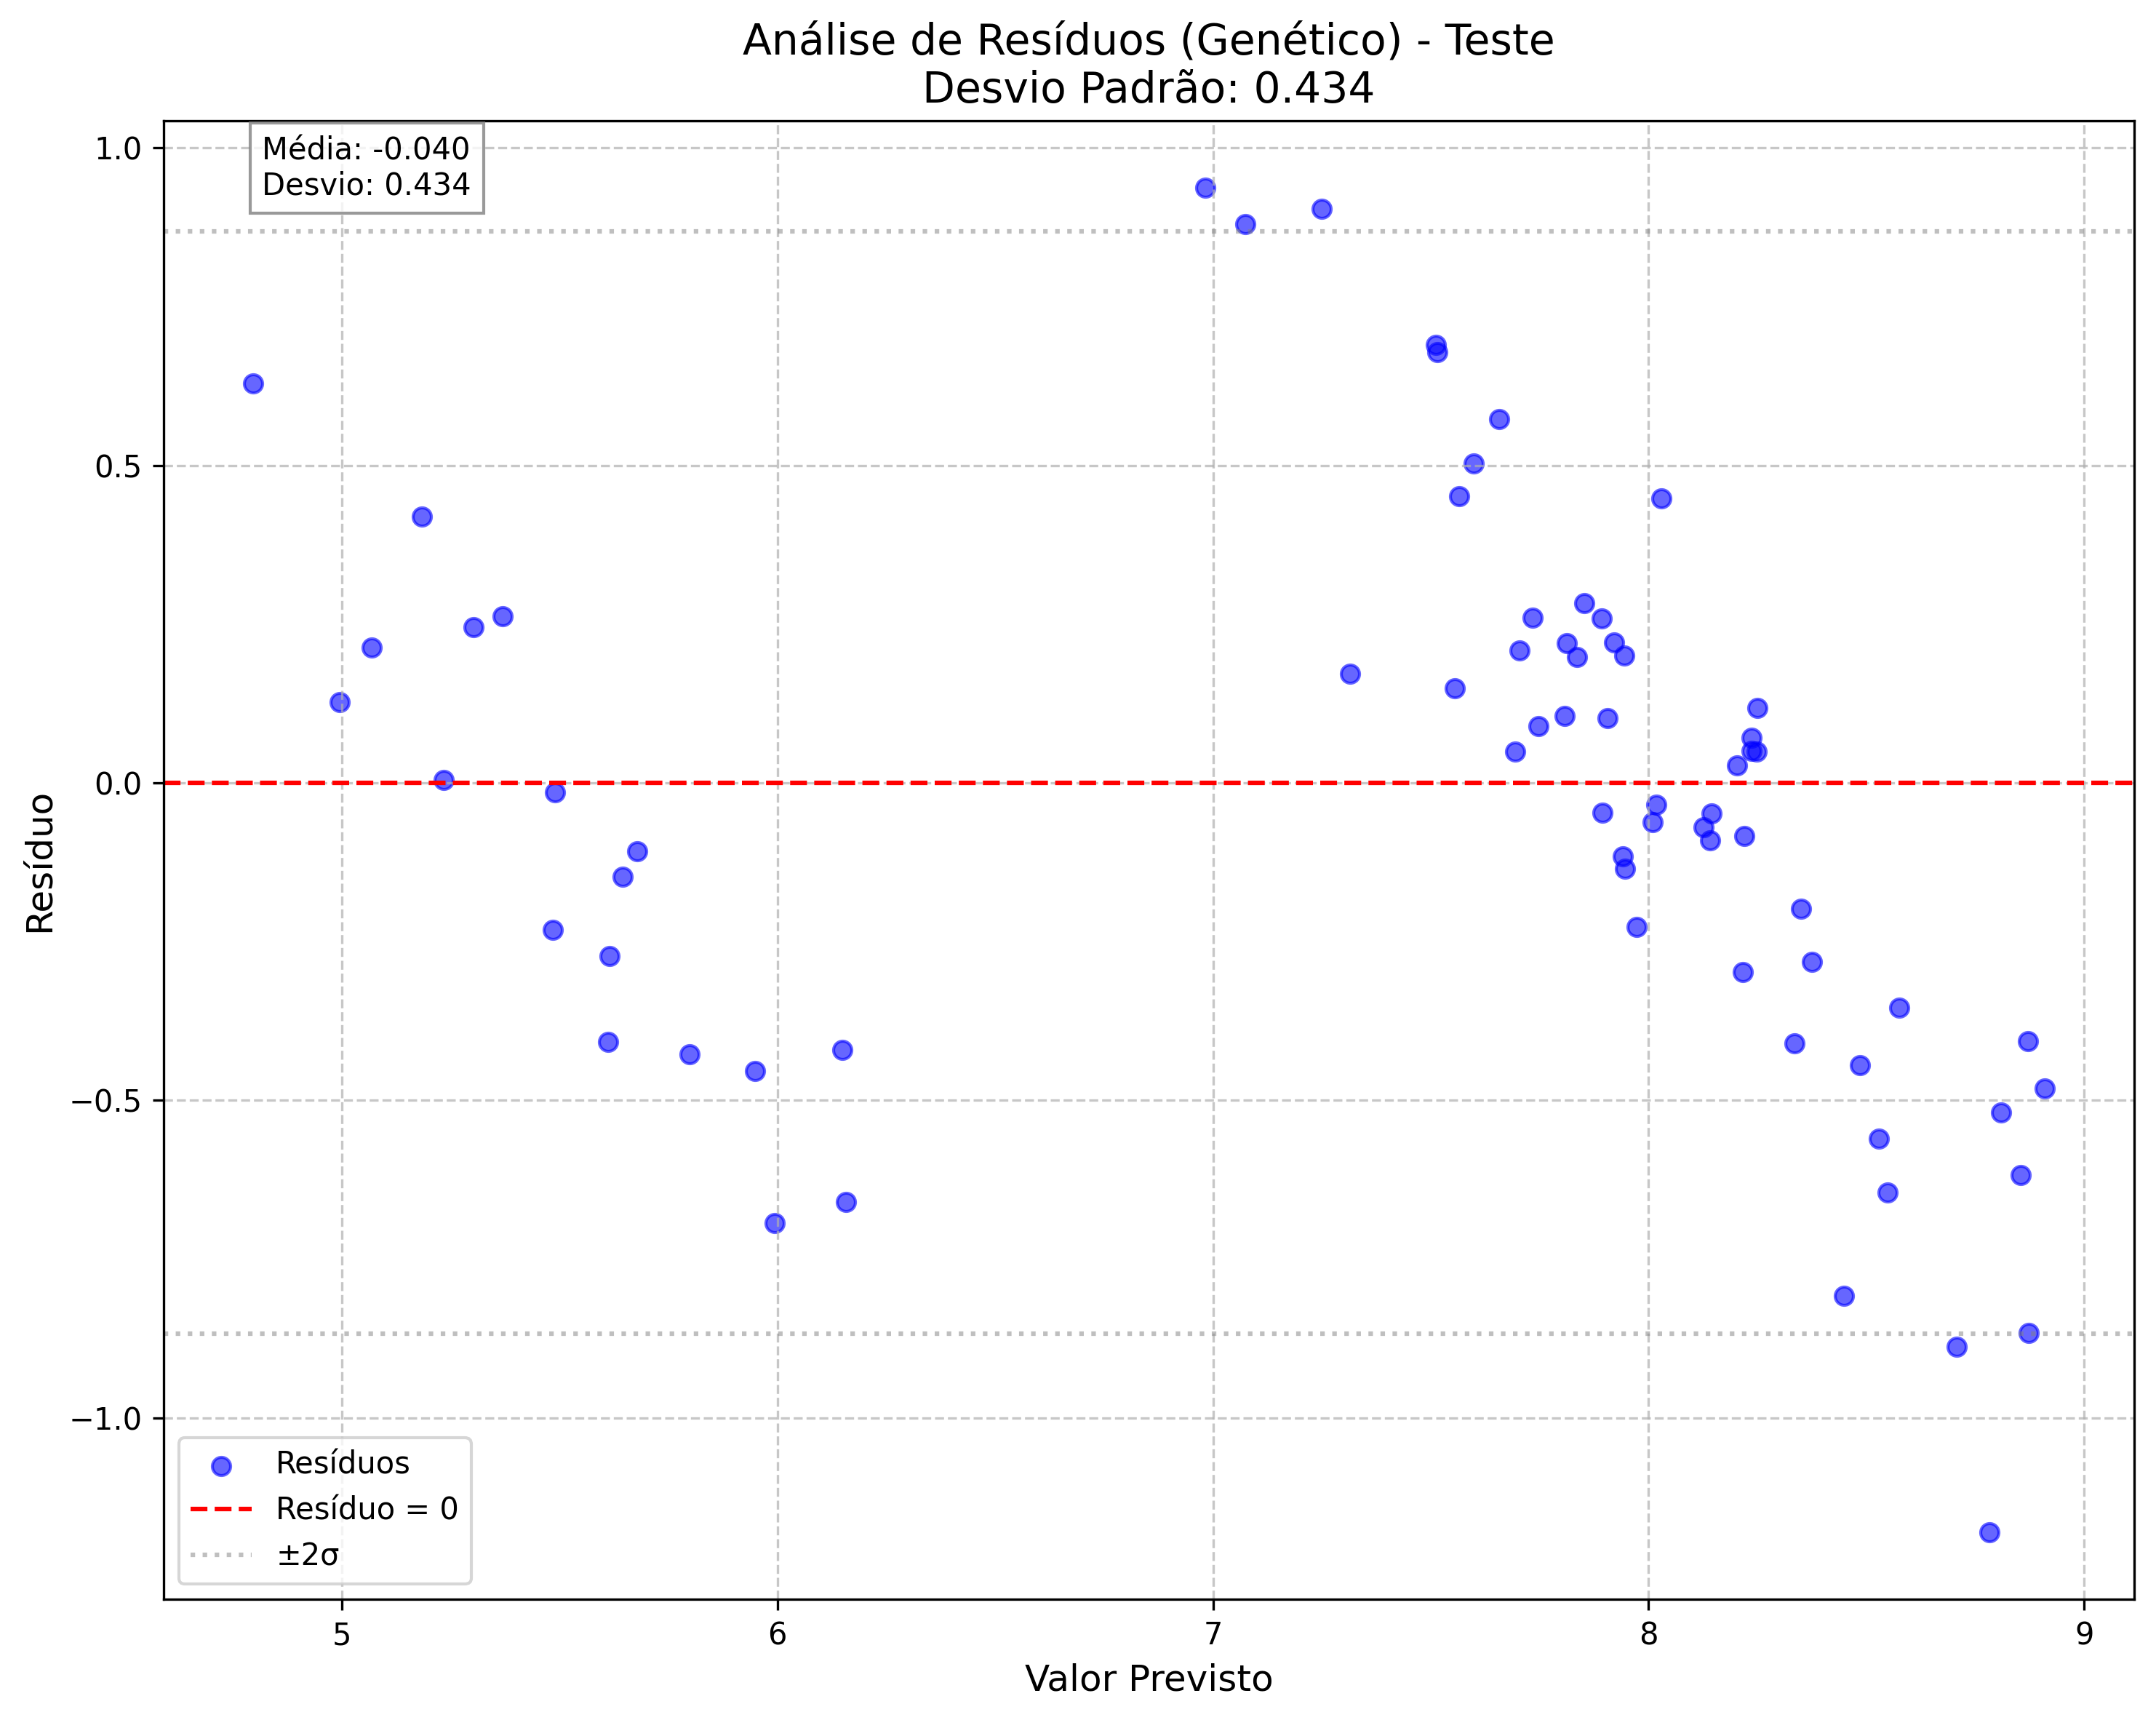 Análise de Resíduos (Genético) - Teste
Desvio Padrão: 0.434
Média: -0.040
Desvio: 0.434
1.0
0.5
0.0
−0.5
−1.0
Resíduo
Resíduos
Resíduo = 0
±2σ
5
6
7
8
9
Valor Previsto